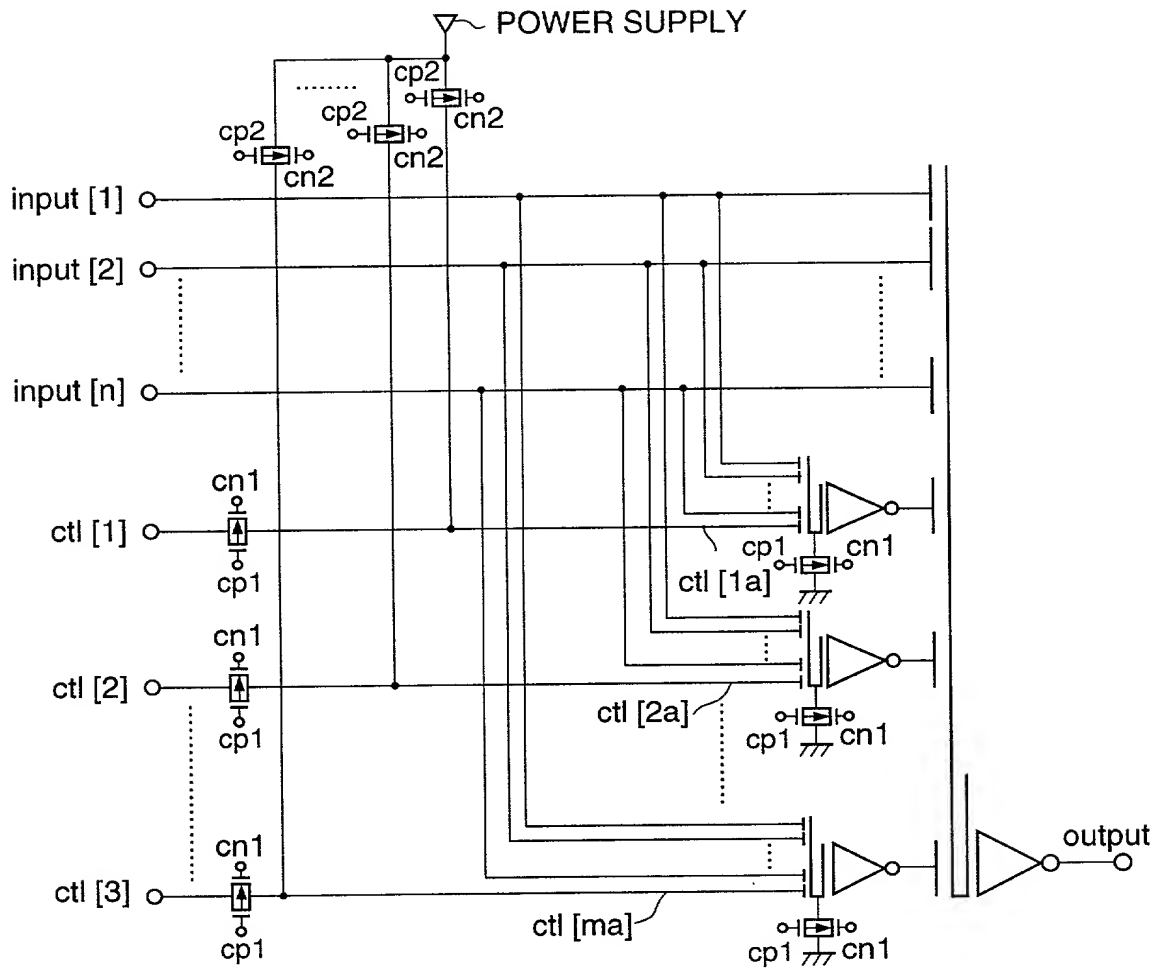 POWER SUPPLY
cp2
cn2
cp2
cn2
cp2
cn2
input [1]
input [2]
input [n]
cn1
ctl [1]
cp1
ctl [1a]
cp1
cn1
cn1
ctl [2]
cp1
ctl [2a]
cp1
cn1
cn1
ctl [3]
cp1
ctl [ma]
cp1
cn1
output